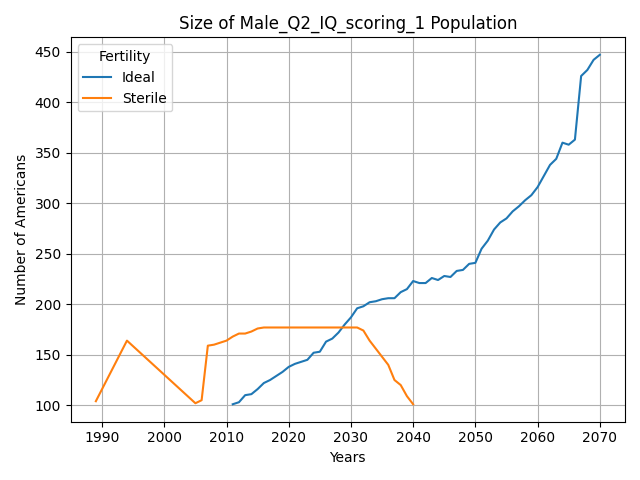 Size of Male_Q2_IQ_scoring_1 Population
Fertility
Ideal
Sterile
Number of Americans
450
400
350
300
250
200
150
100
1990 2000 2010 2020 2030 2040 2050 2060 2070
Years